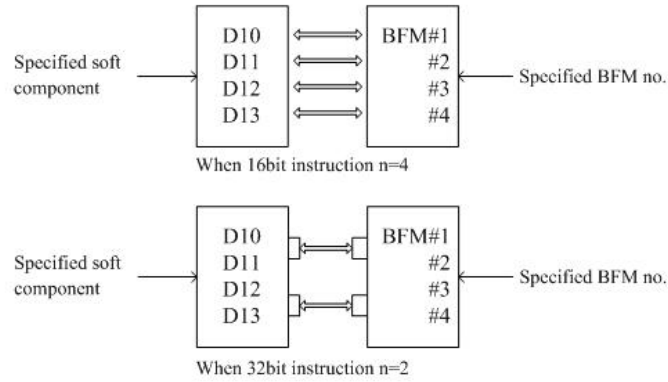 D10 BFM#1
D11 #2
D12 #3
D13 #4
Specified soft
component
Specified BFM no.
When 16bit instruction n=4
D10 BFM#1
D11 #2
D12 #3
D13 #4
Specified soft
component
Specified BFM no.
When 32bit instruction n=2